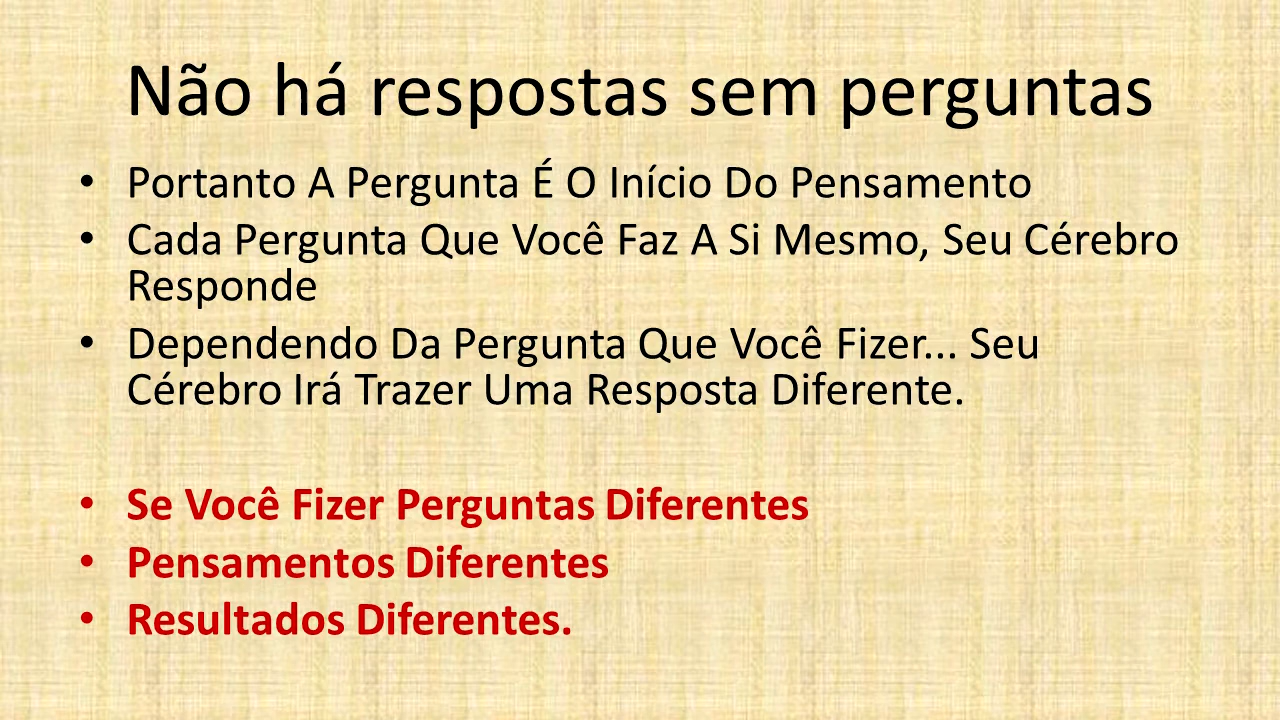 Não há respostas sem perguntas
• Portanto A Pergunta É O Início Do Pensamento
• Cada Pergunta Que Você Faz A Si Mesmo, Seu Cérebro
Responde
• Dependendo Da Pergunta Que Você Fizer... Seu
Cérebro Irá Trazer Uma Resposta Diferente.
• Se Você Fizer Perguntas Diferentes
• Pensamentos Diferentes
• Resultados Diferentes.